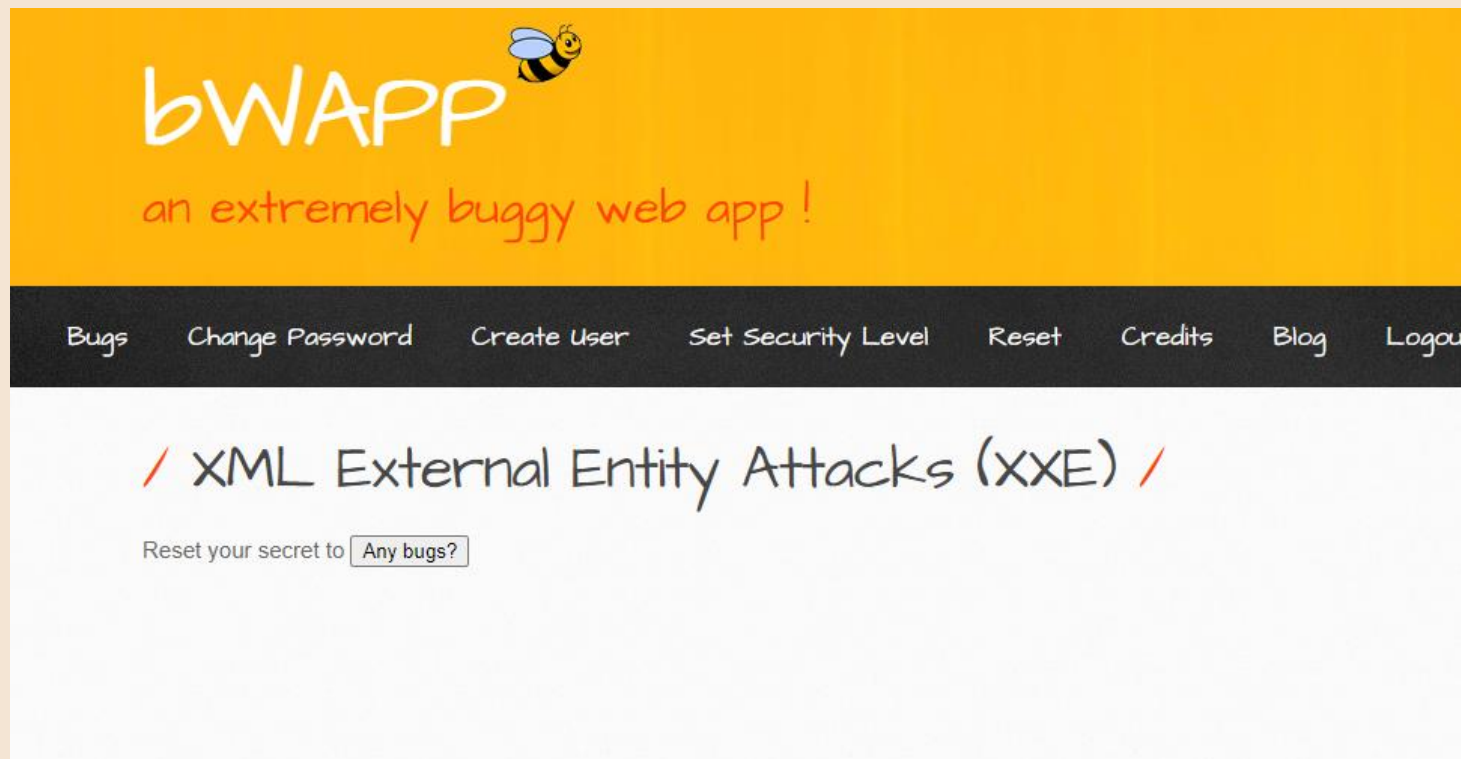 bWAPP
an extremely buggy web app !
Bugs Change Password Create User Set Security Level Reset Credits Blog Logou
/ XML External Entity Attacks (XXE) /
Reset your secret to Any bugs?